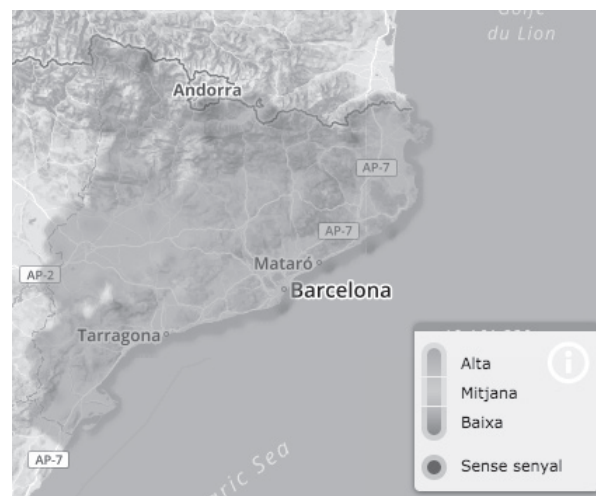 du Lion
Andorra
AP-7
AP-7
Mataró
AP-2
Barcelona
Tarragona
Alta
Mitjana
Baixa
Sense senyal
AP-7
Sea